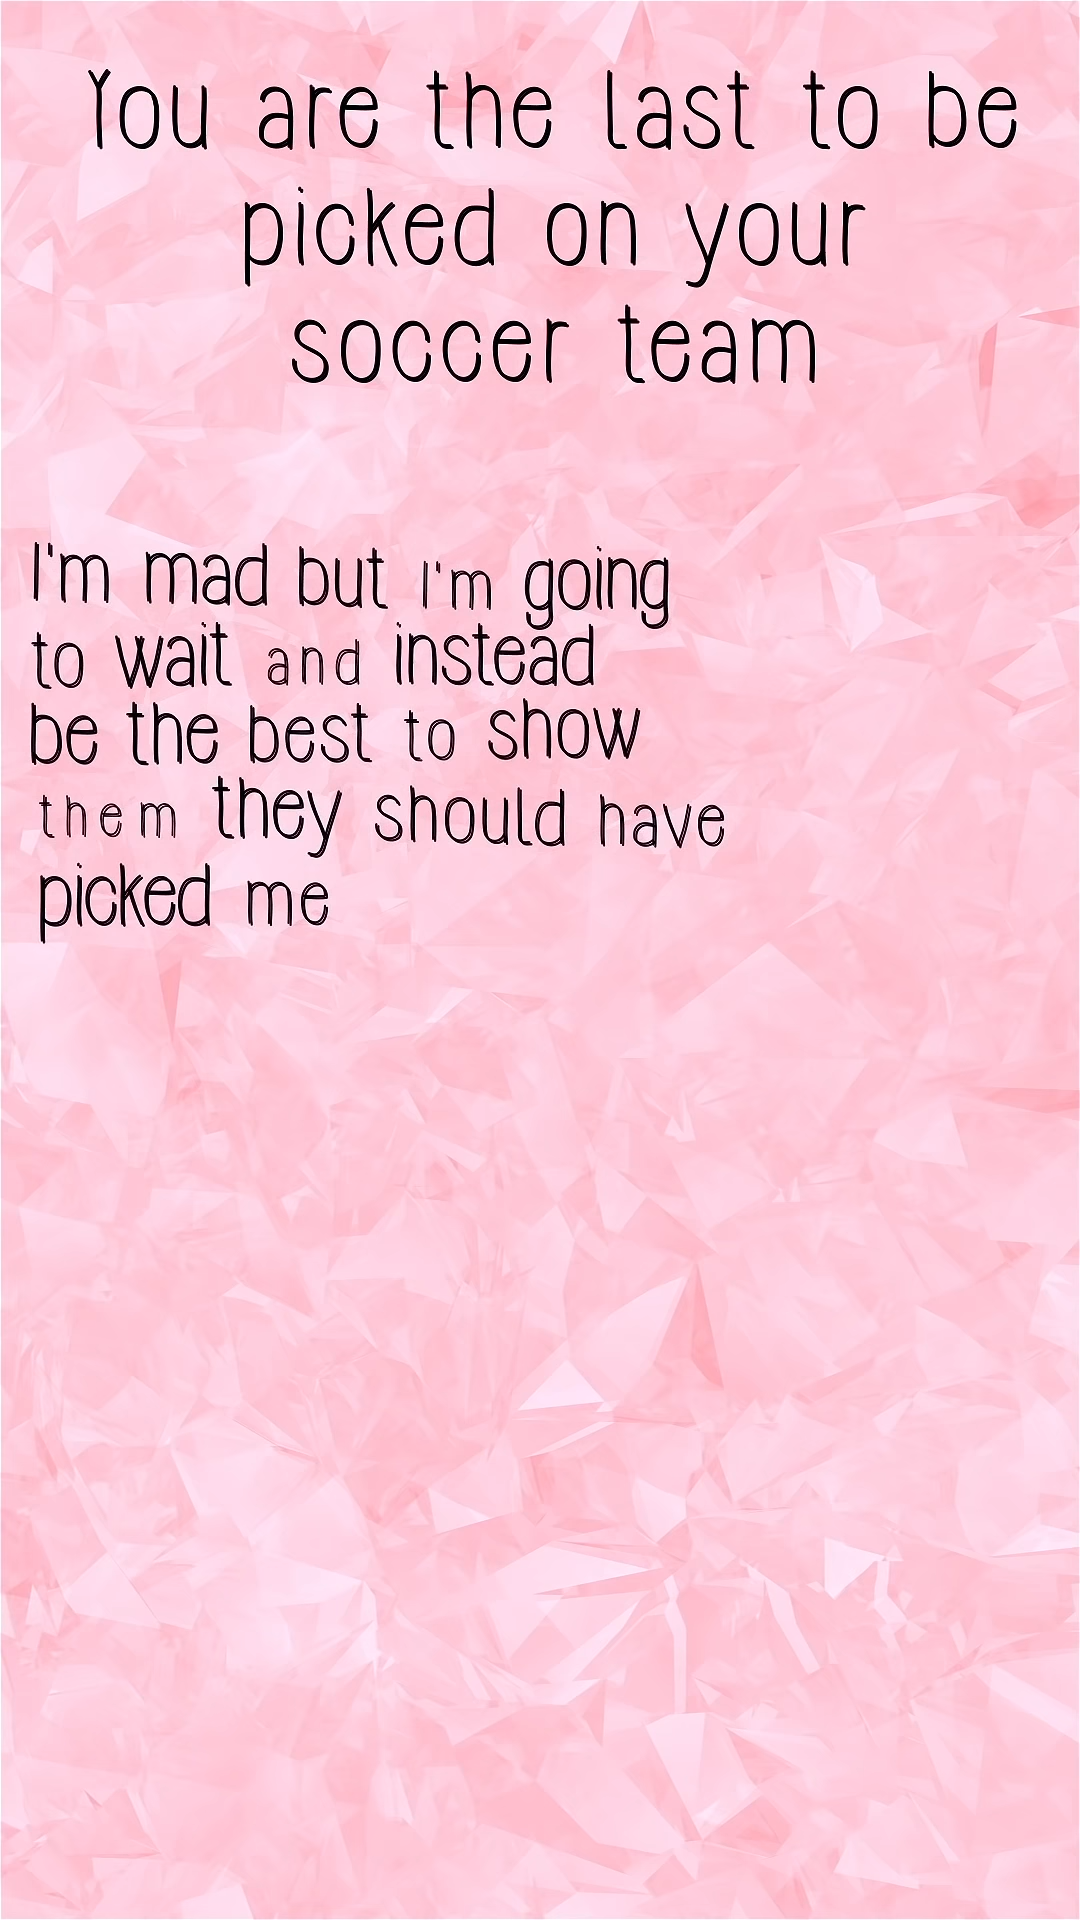 You are the last to be
picked on your
soccer team
I'm mad but I'm going
to wait and instead
be the best to show
them they should have
picked me